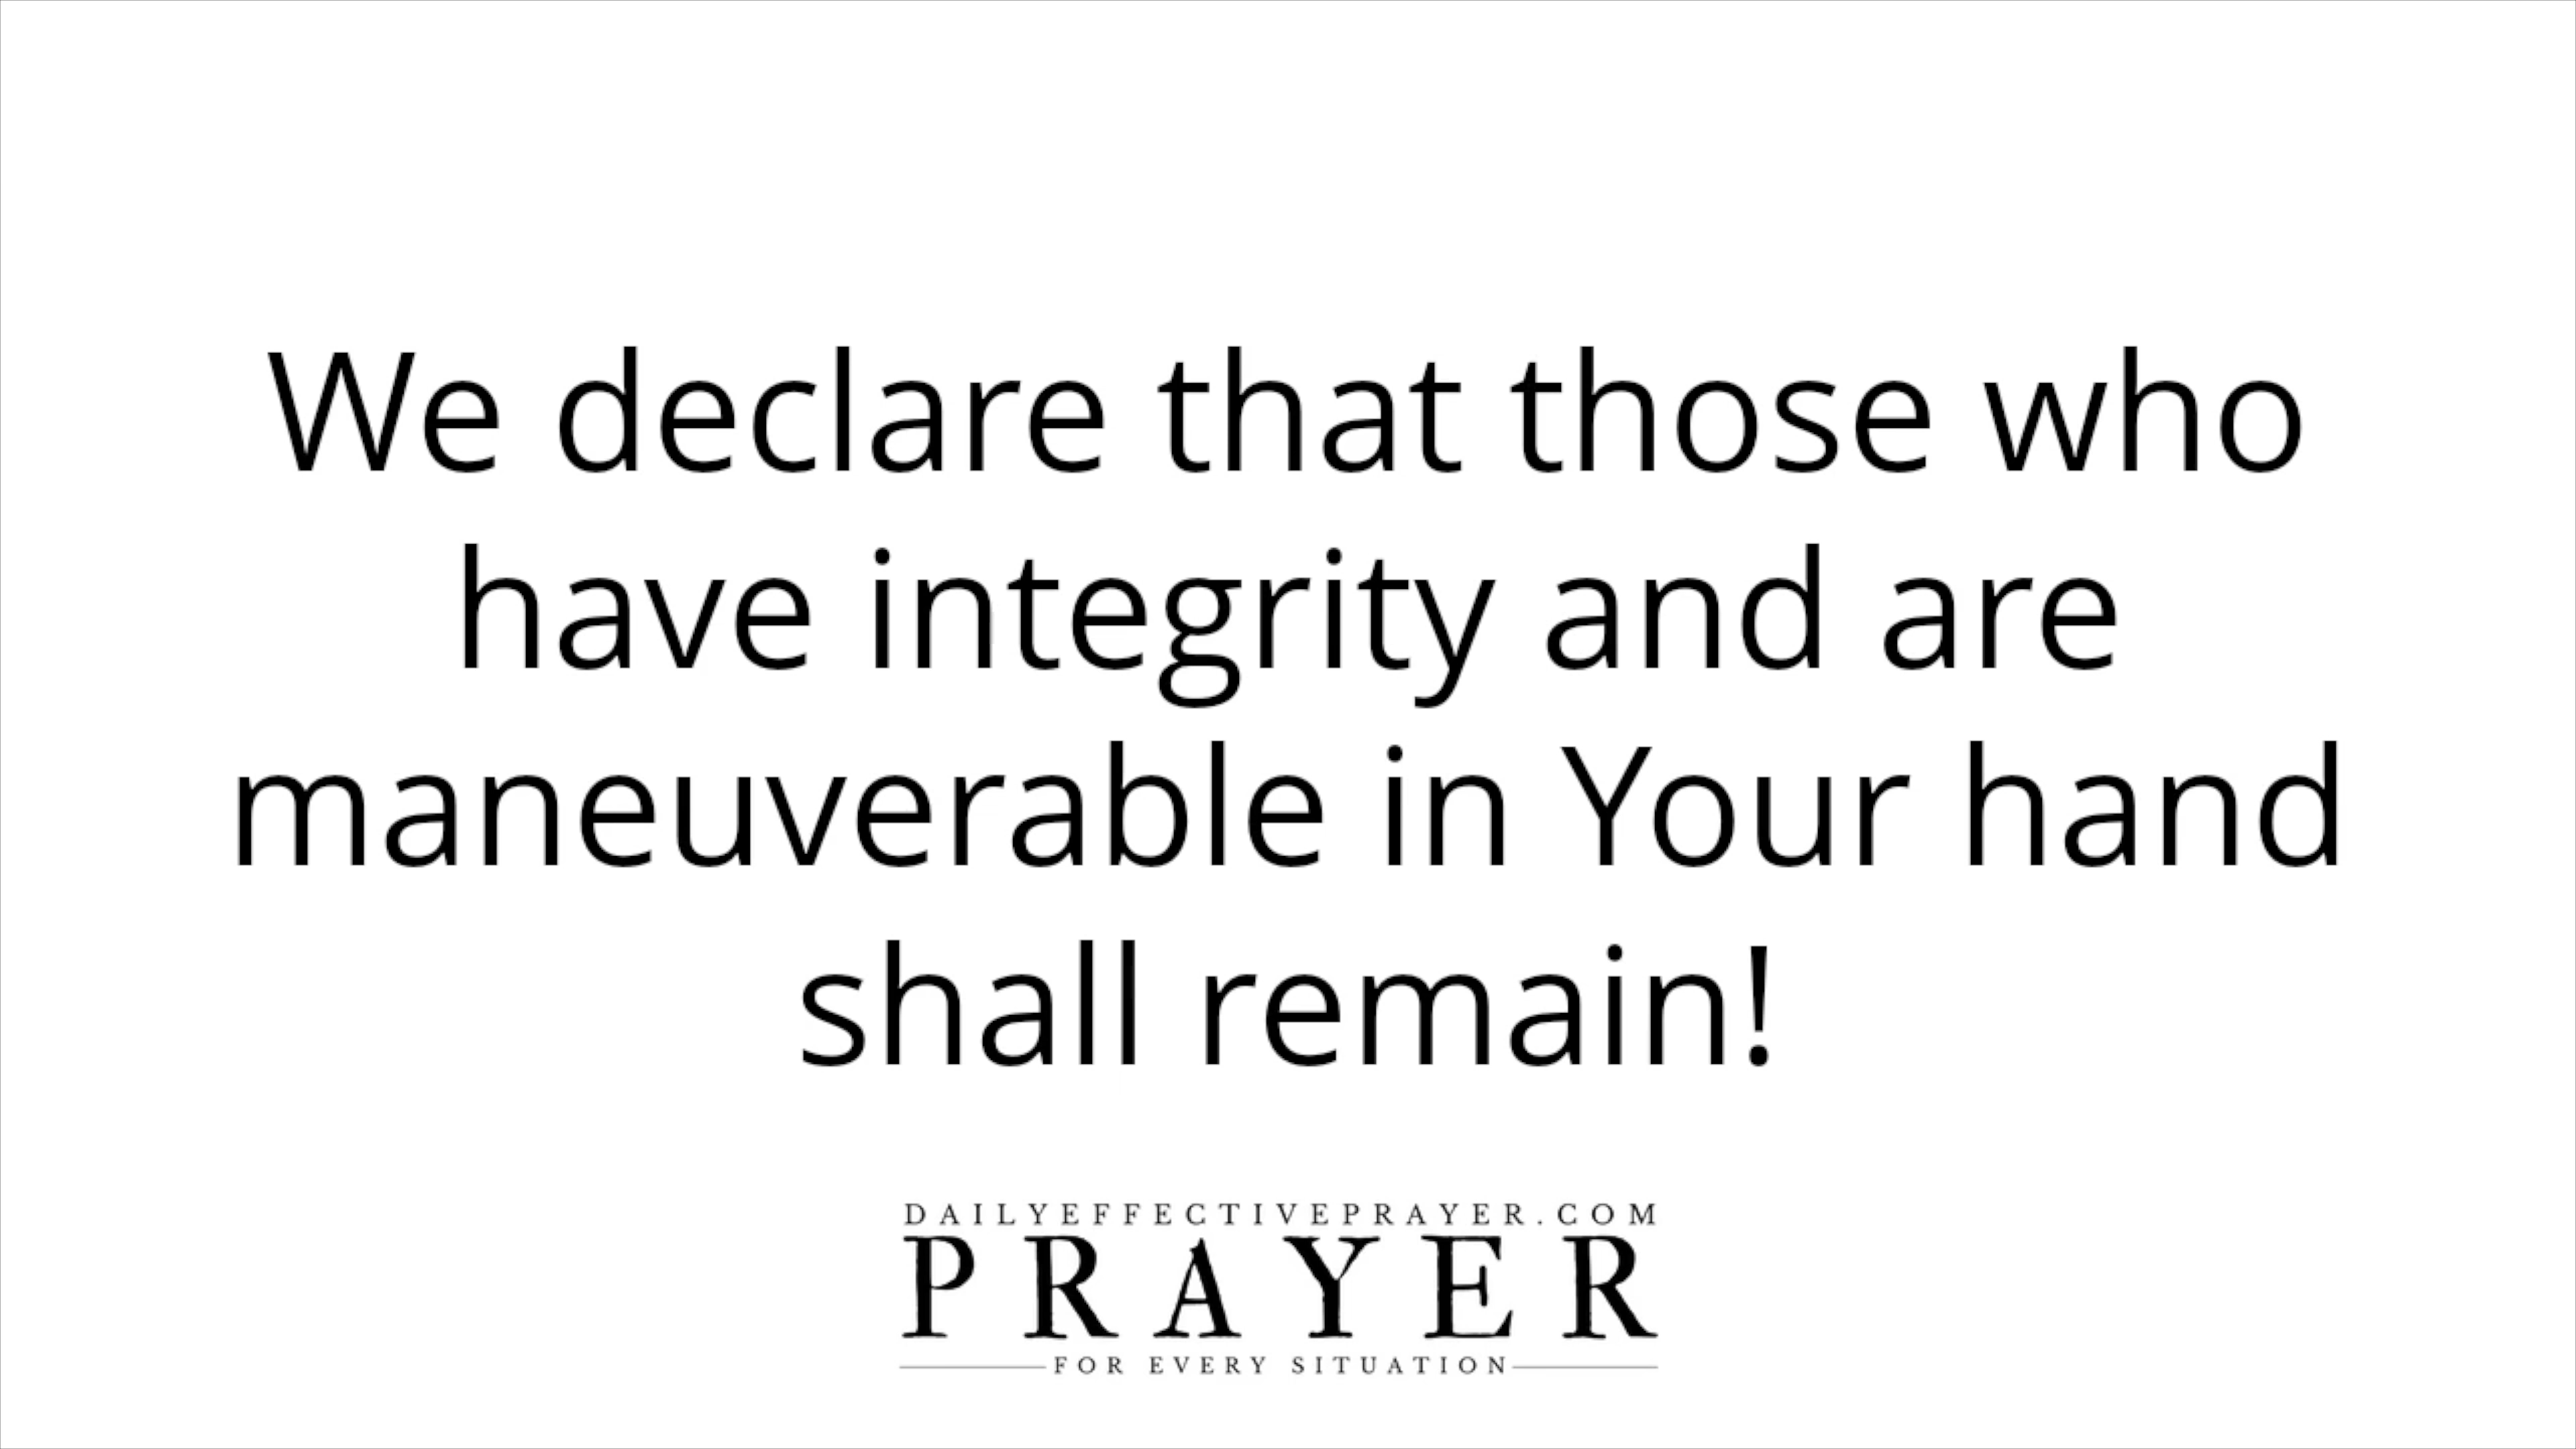 We declare that those who
have integrity and are
maneuverable in Your hand
shall remain!
DAILYEFFECTIVEPRAYER.COM
PRAYER
FOR EVERY SITUATION